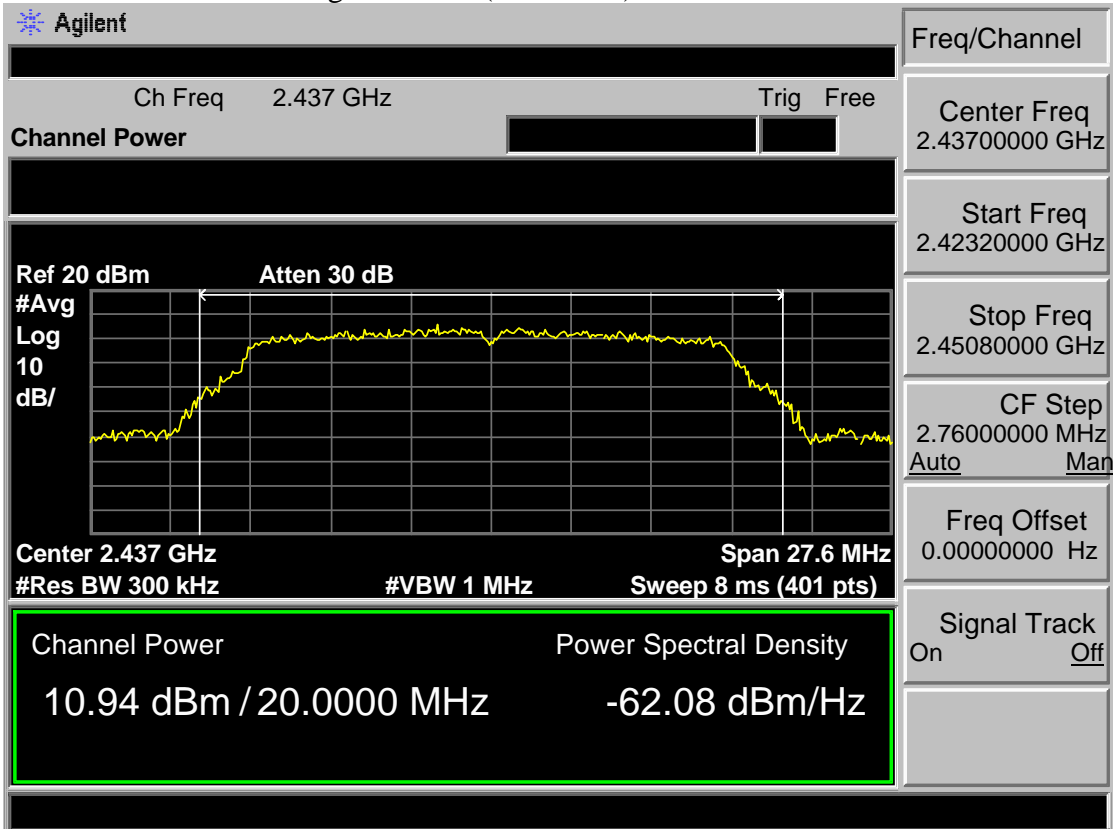 Agilent
Freq/Channel
Ch Freq 2.437 GHz Trig Free
Channel Power
Center Freq
2.43700000 GHz
Start Freq
2.42320000 GHz
Stop Freq
2.45080000 GHz
CF Step
2.76000000 MHz
Auto Man
Freq Offset
0.00000000 Hz
Signal Track
On Off
Ref 20 dBm Atten 30 dB
#Avg
Log
10
dB/
Center 2.437 GHz Span 27.6 MHz
#Res BW 300 kHz #VBW 1 MHz Sweep 8 ms (401 pts)
Channel Power Power Spectral Density
10.94 dBm / 20.0000 MHz -62.08 dBm/Hz